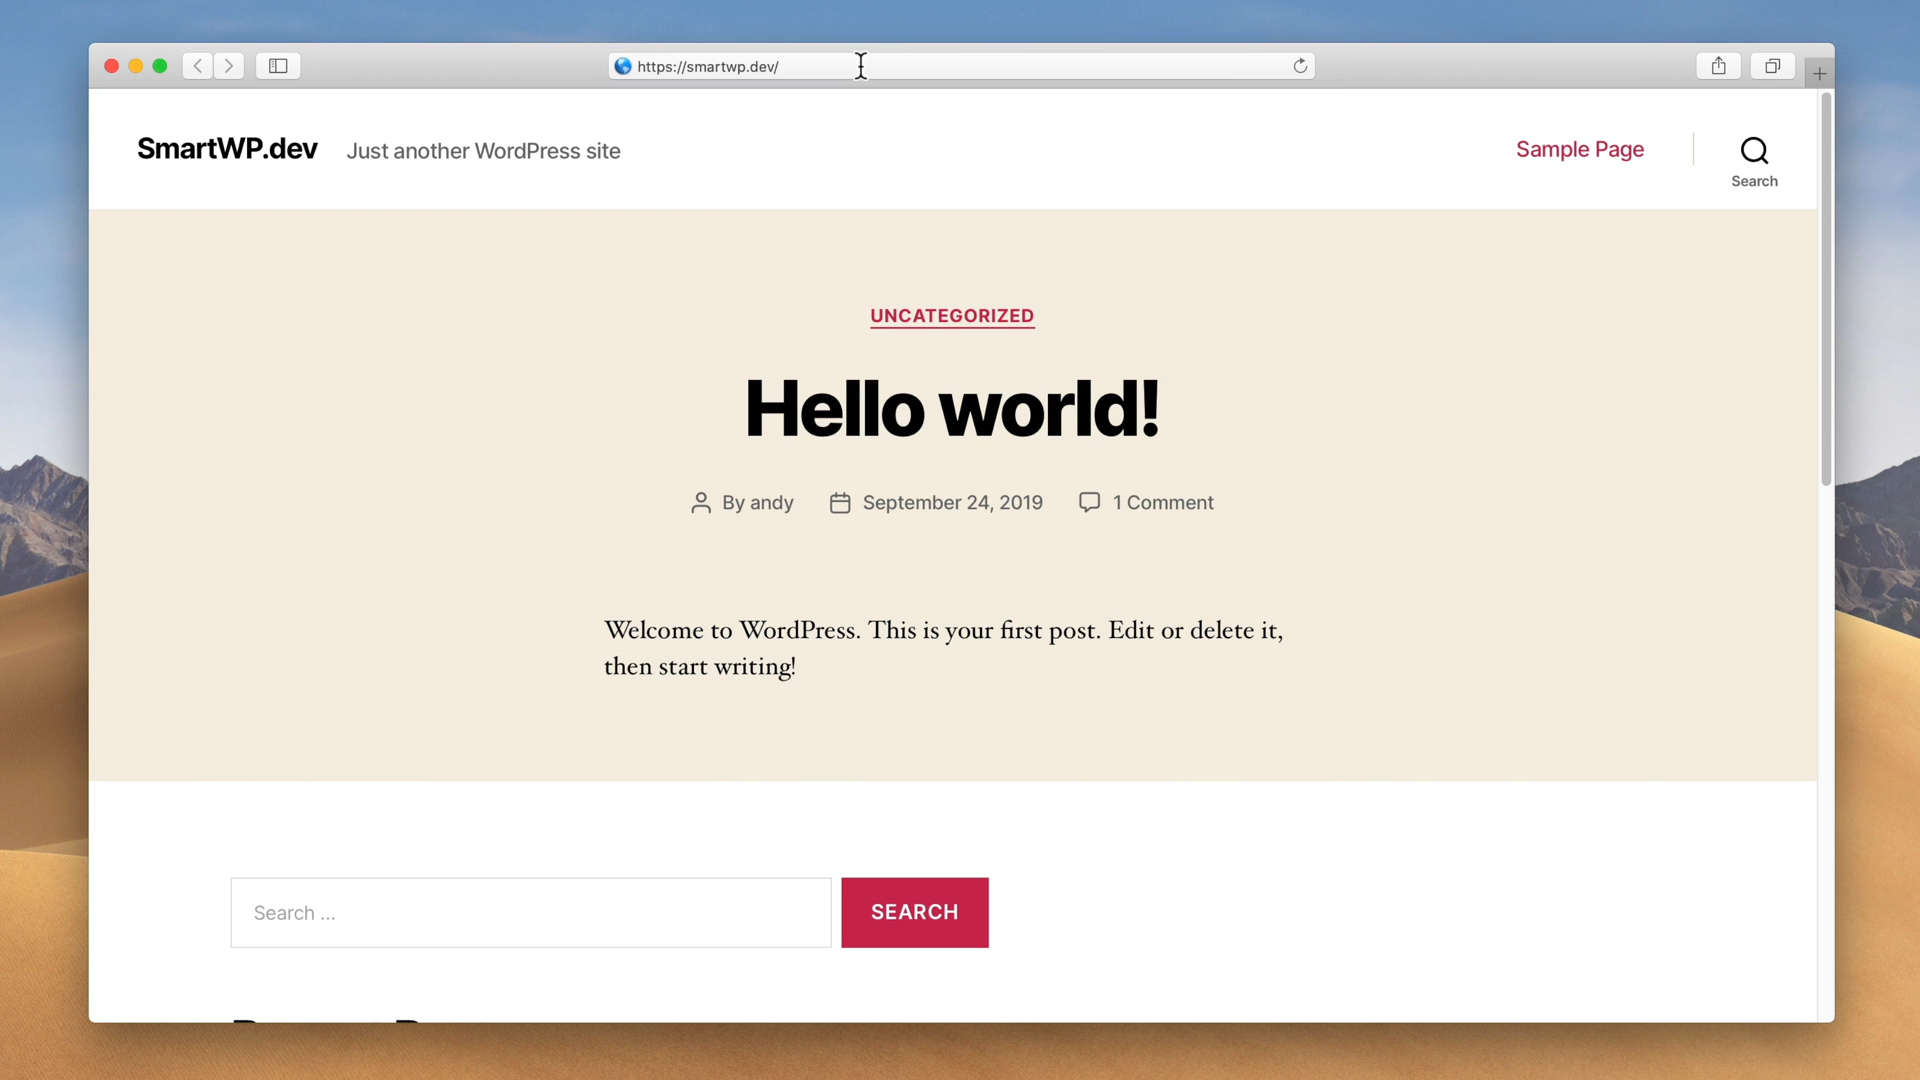 https://smartwp.dev/
SmartWP.dev Just another WordPress site Sample Page
Search
UNCATEGORIZED
Hello world!
By andy September 24, 2019 1 Comment
Welcome to WordPress. This is your first post. Edit or delete it,
then start writing!
Search ... SEARCH